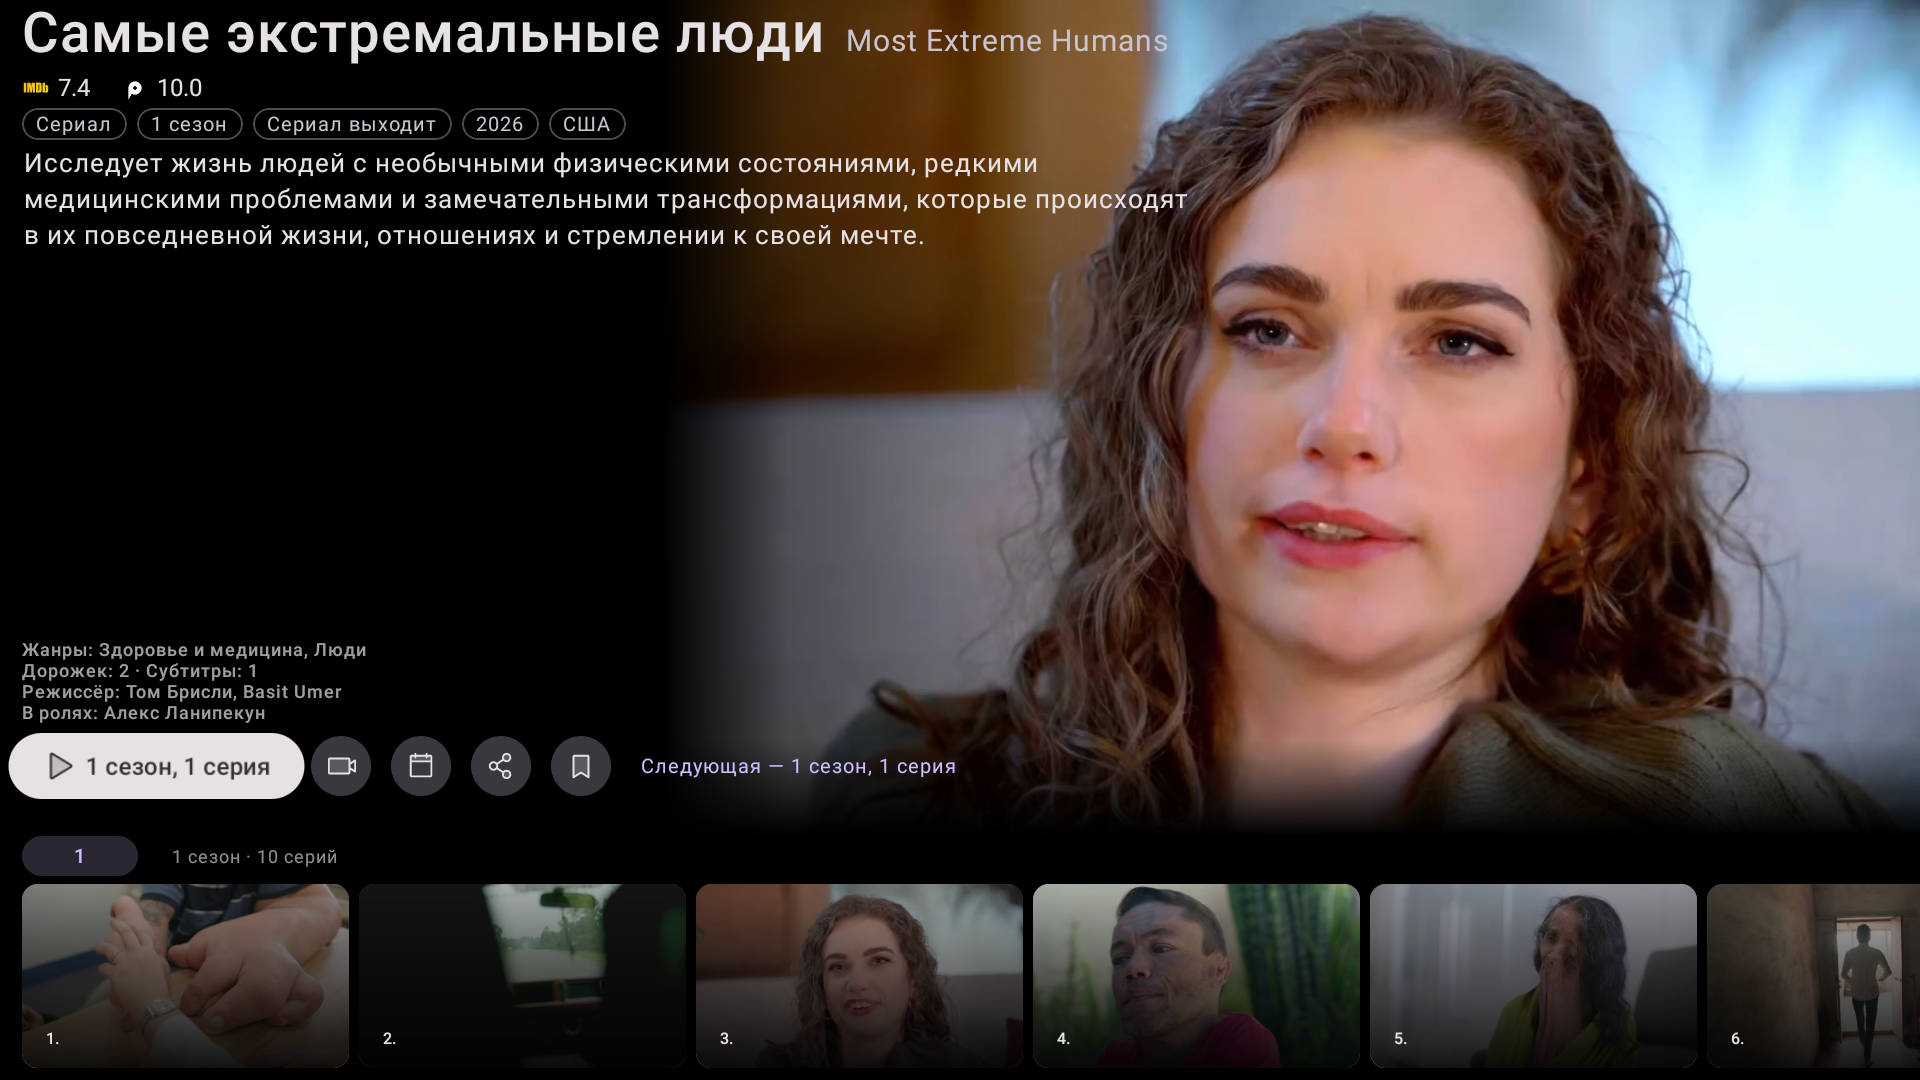 Самые экстремальные люди Most Extreme Humans
IMDb 7.4 10.0
Сериал 1 сезон Сериал выходит 2026 США
Исследует жизнь людей с необычными физическими состояниями, редкими
медицинскими проблемами и замечательными трансформациями, которые происходят
в их повседневной жизни, отношениях и стремлении к своей мечте.
Жанры: Здоровье и медицина, Люди
Дорожек: 2 · Субтитры: 1
Режиссёр: Том Брисли, Basit Umer
В ролях: Алекс Ланипекун
1 сезон, 1 серия Следующая — 1 сезон, 1 серия
1 1 сезон · 10 серий
1. 2. 3. 4. 5. 6.